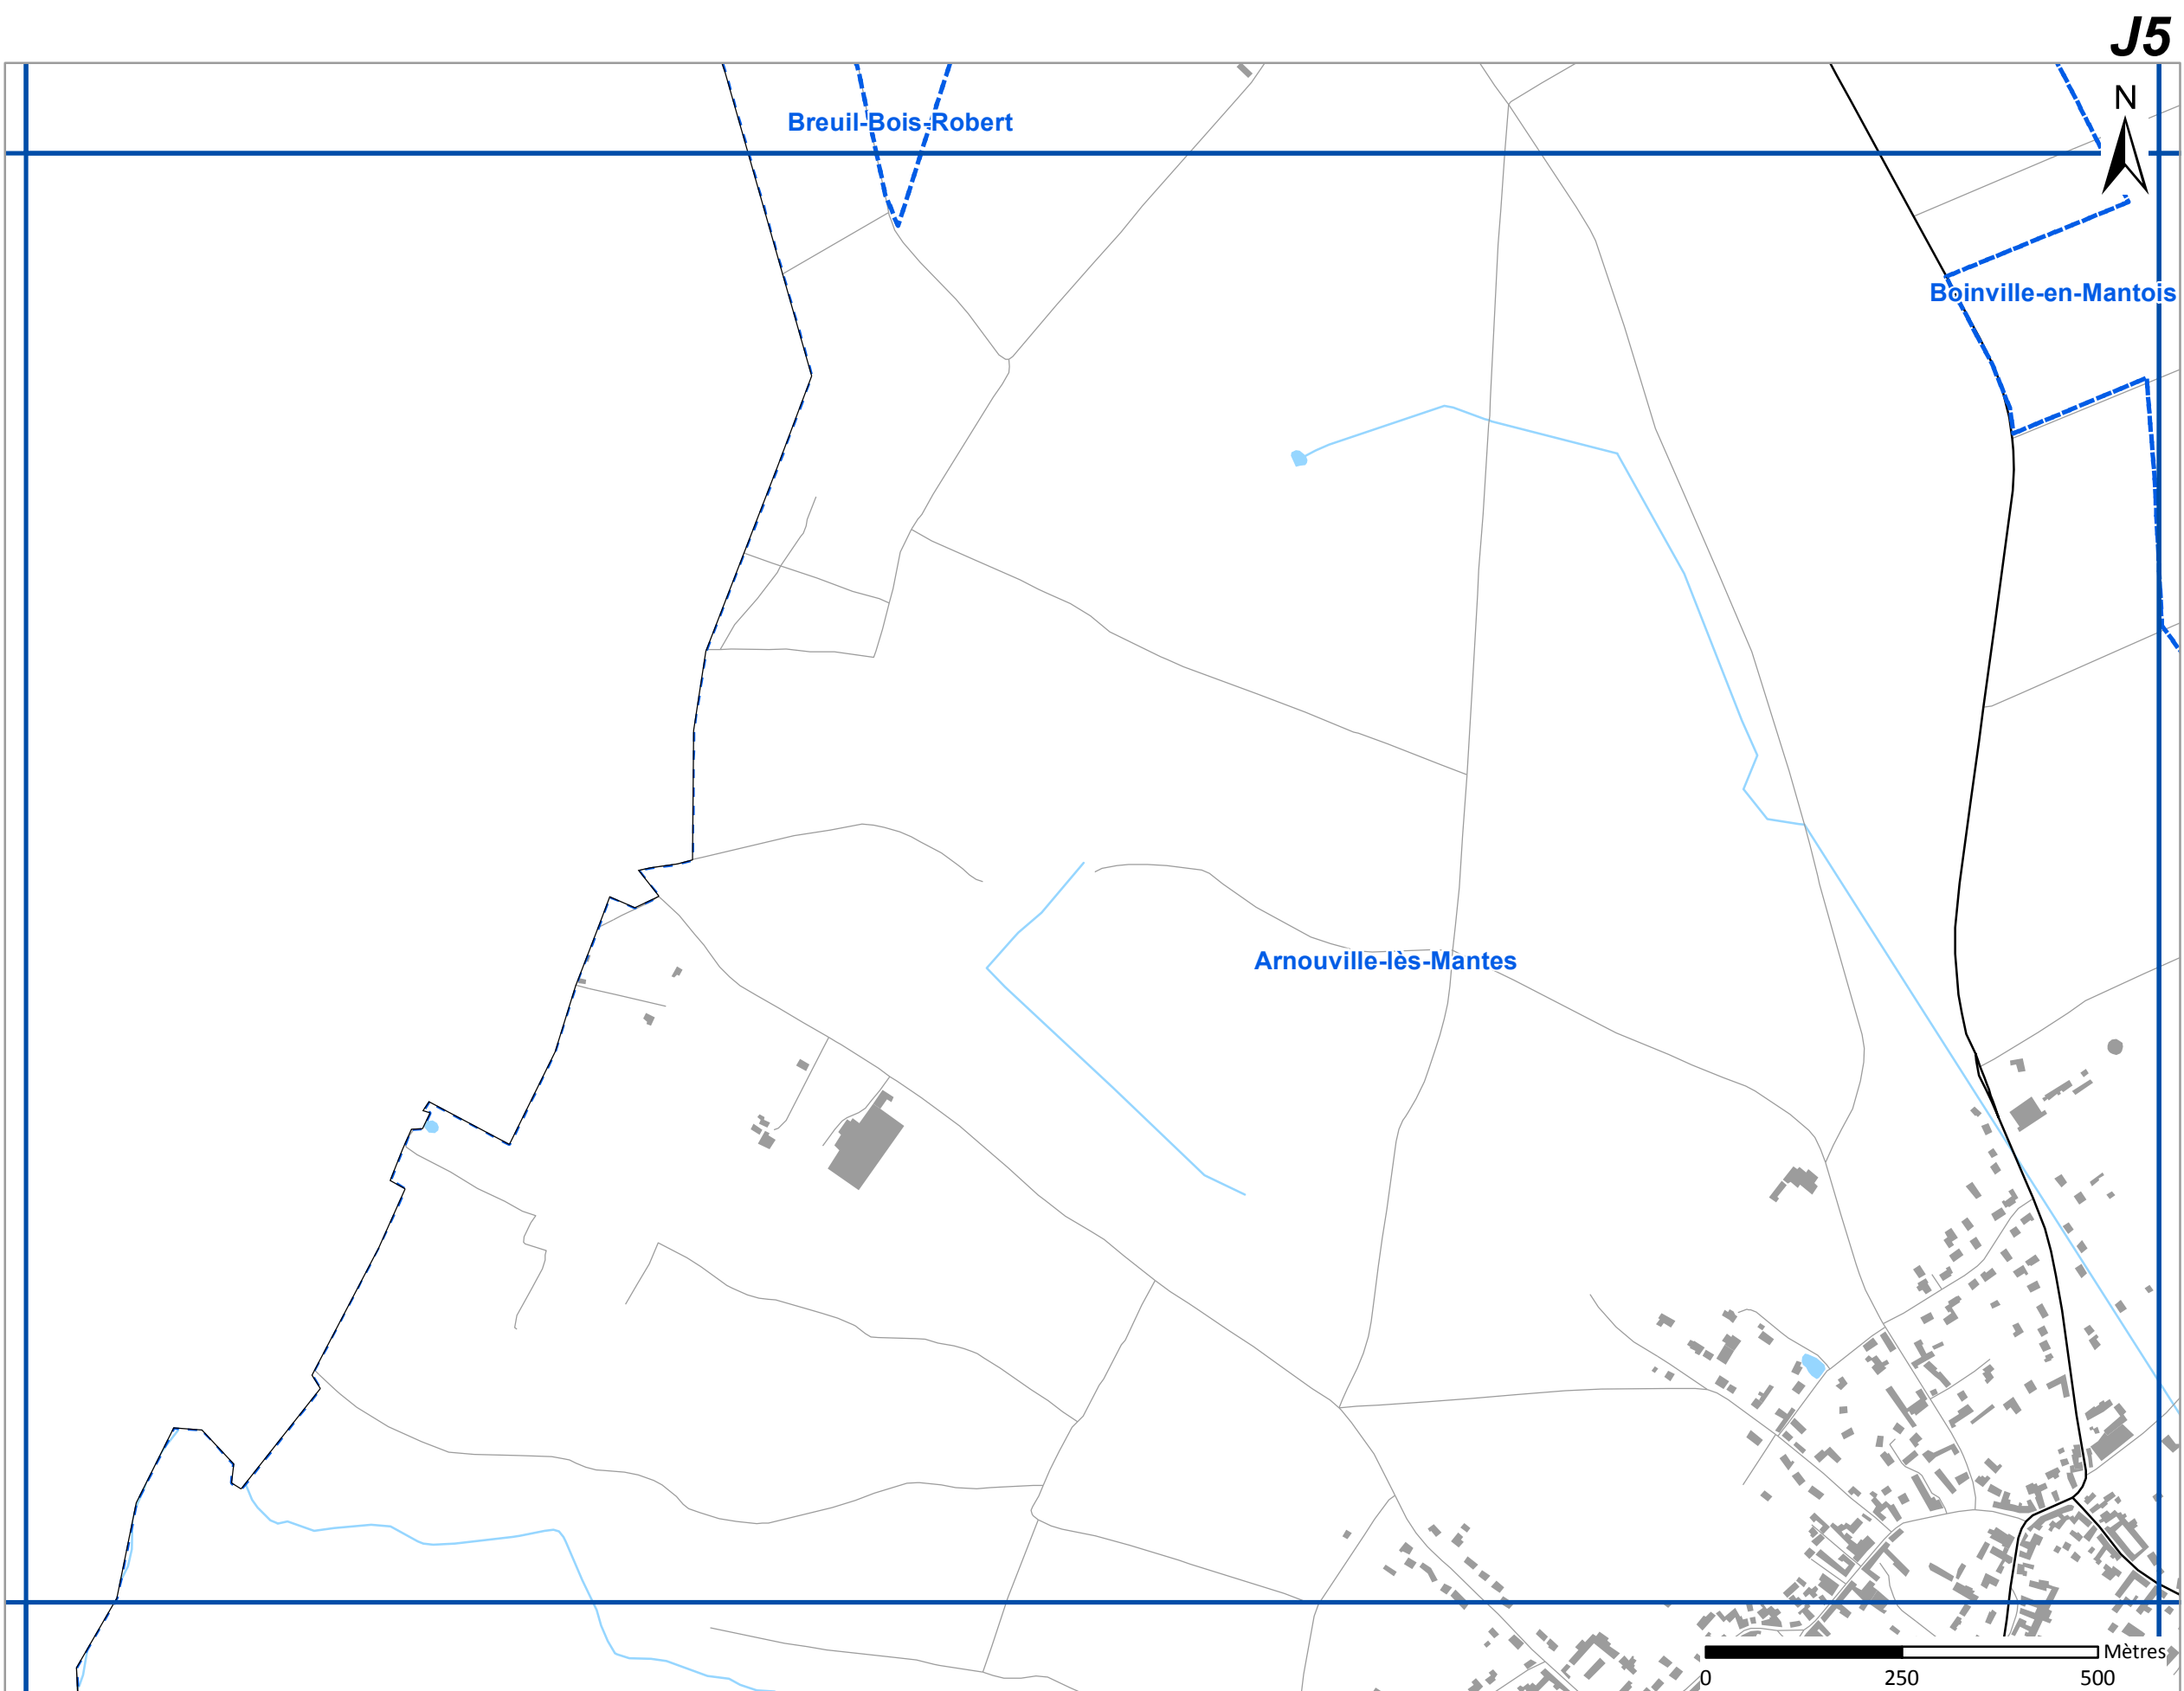 J5
N
Breuil-Bois-Robert
Boinville-en-Mantois
Arnouville-lès-Mantes
Mètres
0 250 500